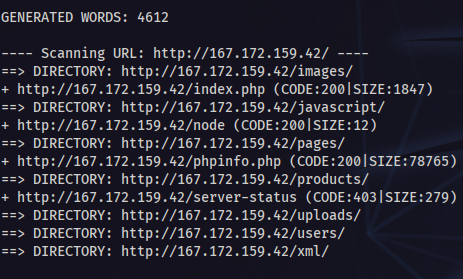 GENERATED WORDS: 4612
---- Scanning URL: http://167.172.159.42/ ----
==> DIRECTORY: http://167.172.159.42/images/
+ http://167.172.159.42/index.php (CODE:200|SIZE:1847)
==> DIRECTORY: http://167.172.159.42/javascript/
+ http://167.172.159.42/node (CODE:200|SIZE:12)
==> DIRECTORY: http://167.172.159.42/pages/
+ http://167.172.159.42/phpinfo.php (CODE:200|SIZE:78765)
==> DIRECTORY: http://167.172.159.42/products/
+ http://167.172.159.42/server-status (CODE:403|SIZE:279)
==> DIRECTORY: http://167.172.159.42/uploads/
==> DIRECTORY: http://167.172.159.42/users/
==> DIRECTORY: http://167.172.159.42/xml/